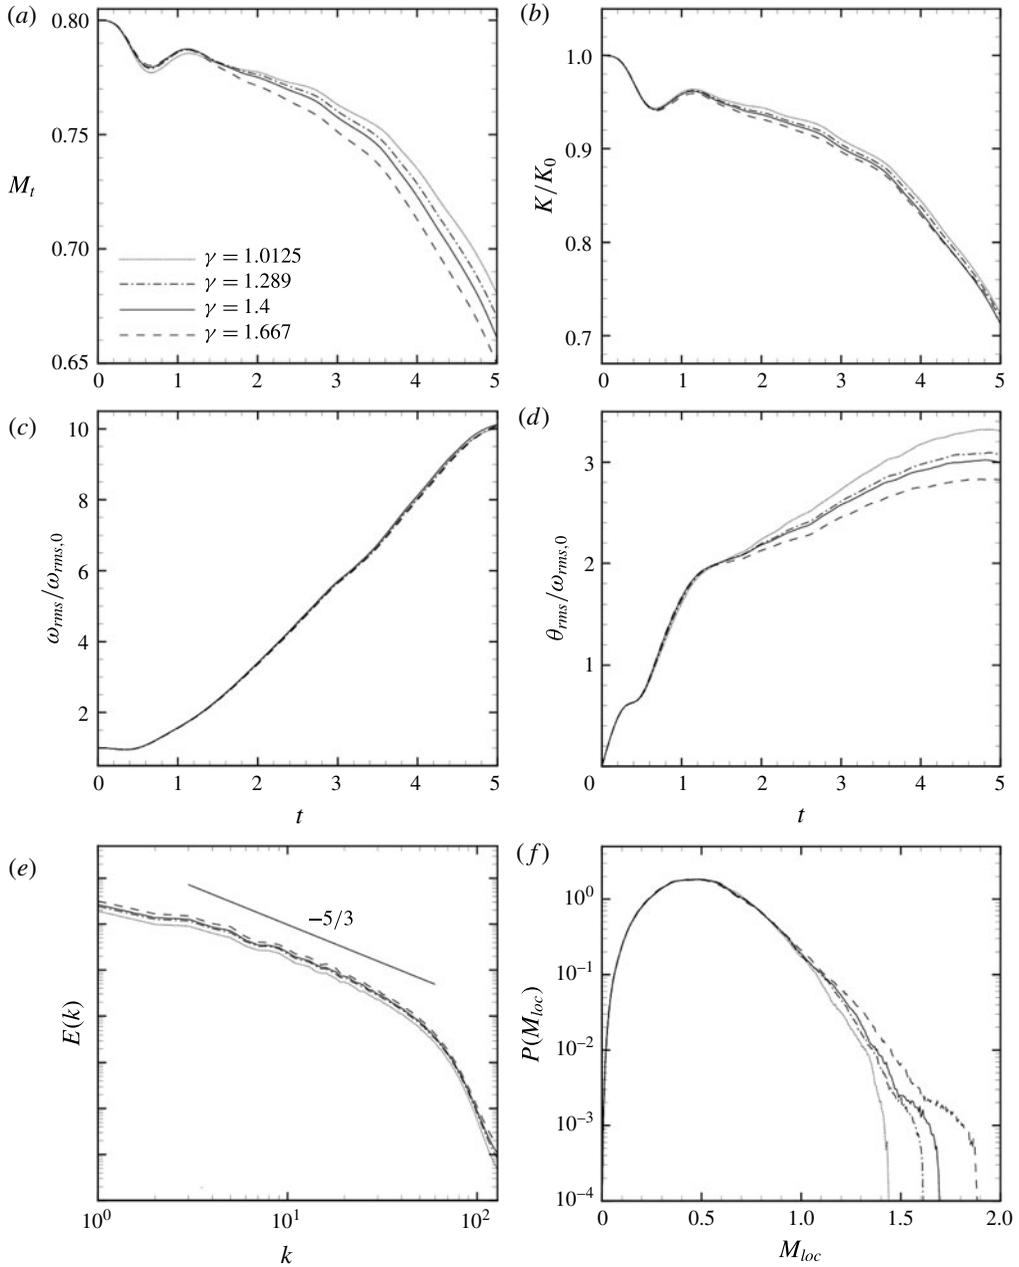 (a)
0.80
0.75
M_t
0.70
γ = 1.0125
γ = 1.289
γ = 1.4
γ = 1.667
0.65
0 1 2 3 4 5
(b)
1.0
0.9
K/K_0
0.8
0.7
0 1 2 3 4 5
(c)
10
8
6
ω_rms/ω_rms,0
4
2
0 1 2 3 4 5
t
(d)
3
2
θ_rms/ω_rms,0
1
0 1 2 3 4 5
t
(e)
−5/3
E(k)
10^0 10^1 10^2
k
(f)
10^0
10^−1
P(M_loc)
10^−2
10^−3
10^−4
0 0.5 1.0 1.5 2.0
M_loc